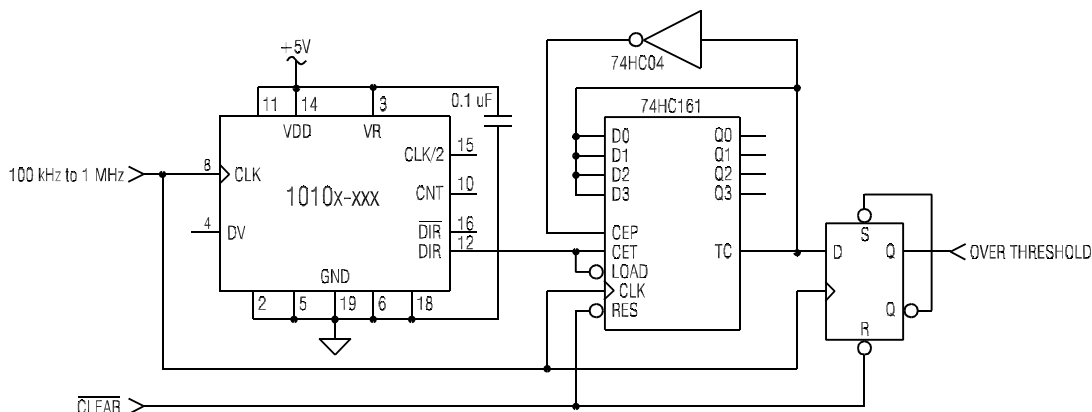 +5V
74HC04
11 14 3 0.1 uF 74HC161
VDD VR
D0 Q0
CLK/2 15
D1 Q1
100 kHz to 1 MHz 8 CLK
D2 Q2
1010x-xxx CNT 10
D3 Q3
4 DV DIR 16
CEP S
DIR 12
CET TC D Q OVER THRESHOLD
GND
LOAD
CLK
2 5 19 6 18
RES Q
R
CLEAR